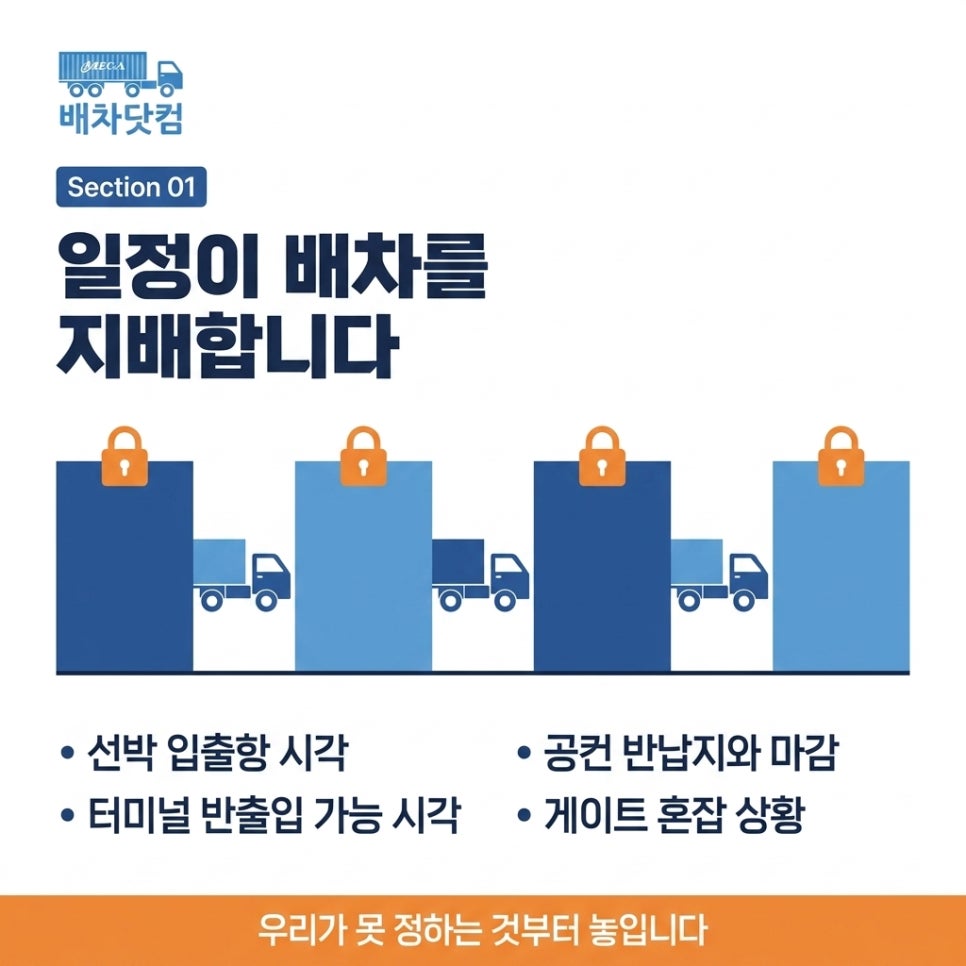 MEGA
배차닷컴
Section 01
일정이 배차를
지배합니다
• 선박 입출항 시각
• 터미널 반출입 가능 시각
• 공컨 반납지와 마감
• 게이트 혼잡 상황
우리가 못 정하는 것부터 놓입니다